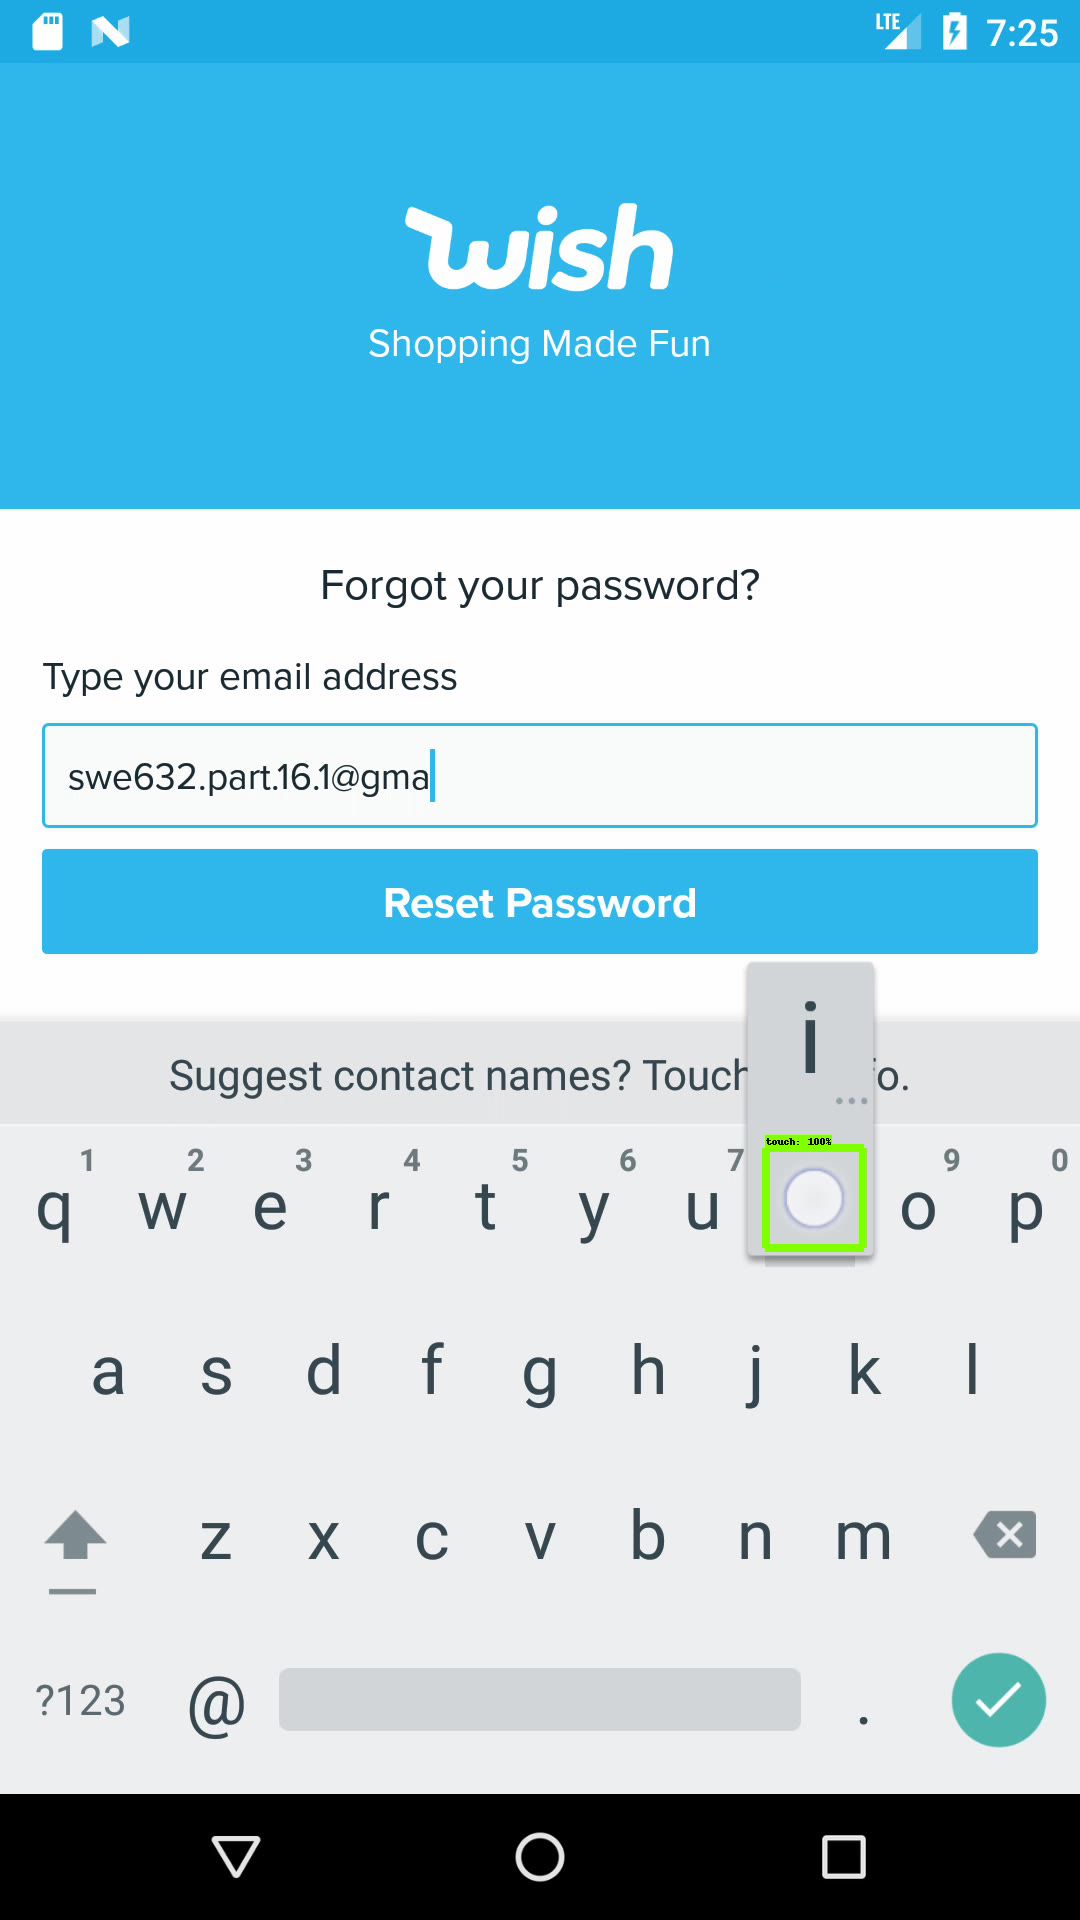 LTE 7:25
wish
Shopping Made Fun
Forgot your password?
Type your email address
swe632.part.16.1@gma
Reset Password
i
Suggest contact names? Touch fo.
...
touch: 100%
1 2 3 4 5 6 7 9 0
q w e r t y u o p
a s d f g h j k l
z x c v b n m
?123 @ .